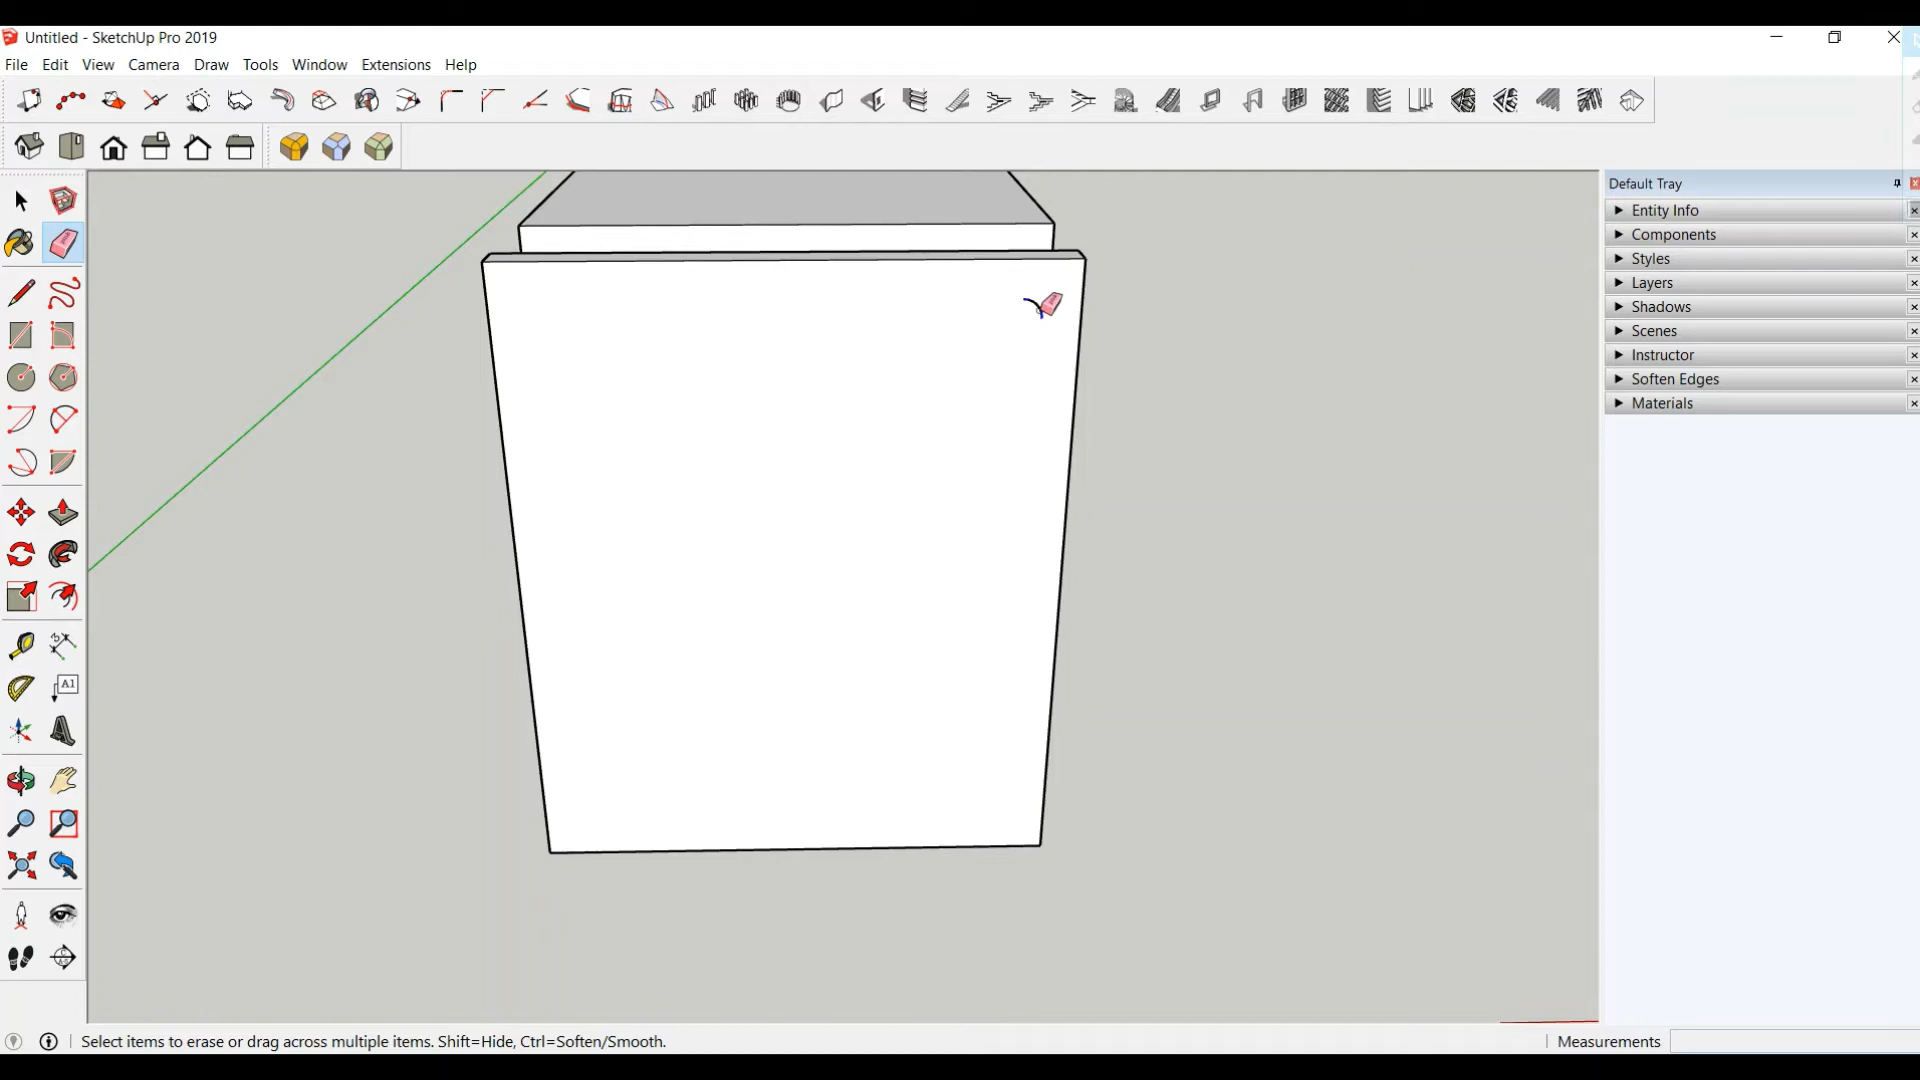 Untitled - SketchUp Pro 2019
File Edit View Camera Draw Tools Window Extensions Help
Default Tray
Entity Info
Components
Styles
Layers
Shadows
Scenes
Instructor
Soften Edges
Materials
A1
Select items to erase or drag across multiple items. Shift=Hide, Ctrl=Soften/Smooth.
Measurements